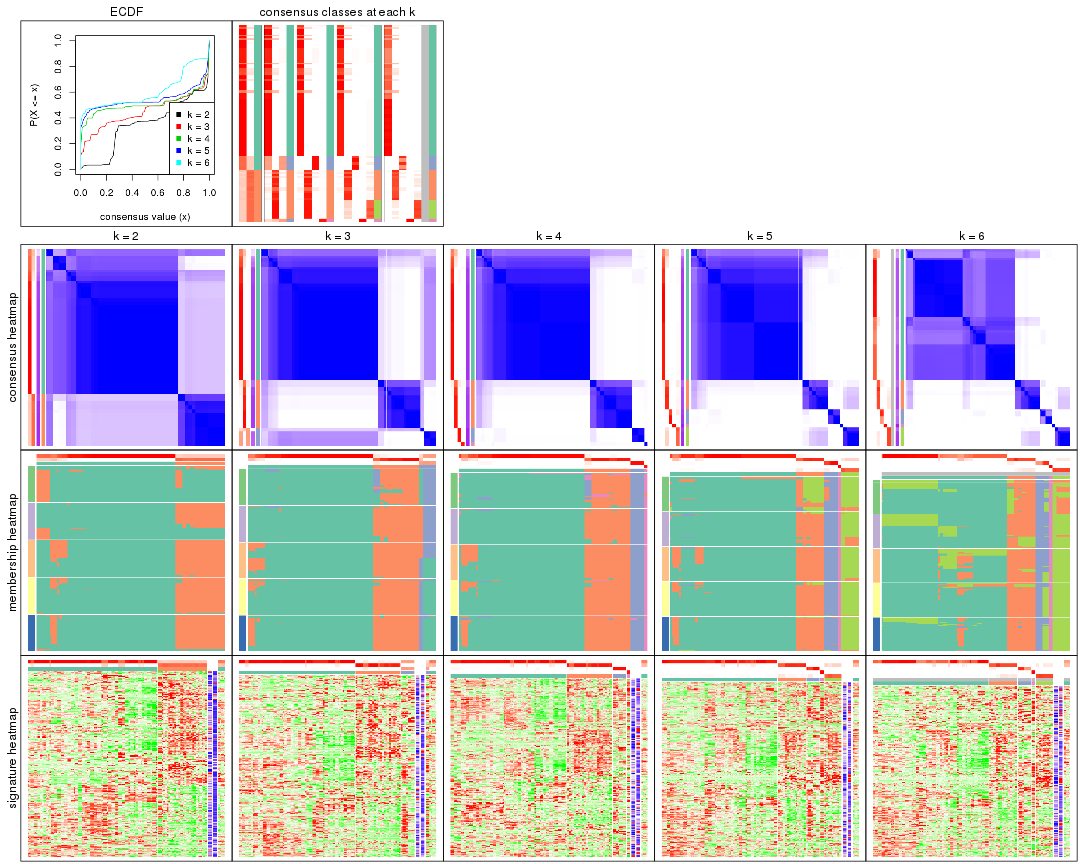 ECDF
consensus classes at each k
P(X <= x)
0.0 0.2 0.4 0.6 0.8 1.0
k = 2
k = 3
k = 4
k = 5
k = 6
0.0 0.2 0.4 0.6 0.8 1.0
consensus value (x)
k = 2
k = 3
k = 4
k = 5
k = 6
consensus heatmap
membership heatmap
signature heatmap